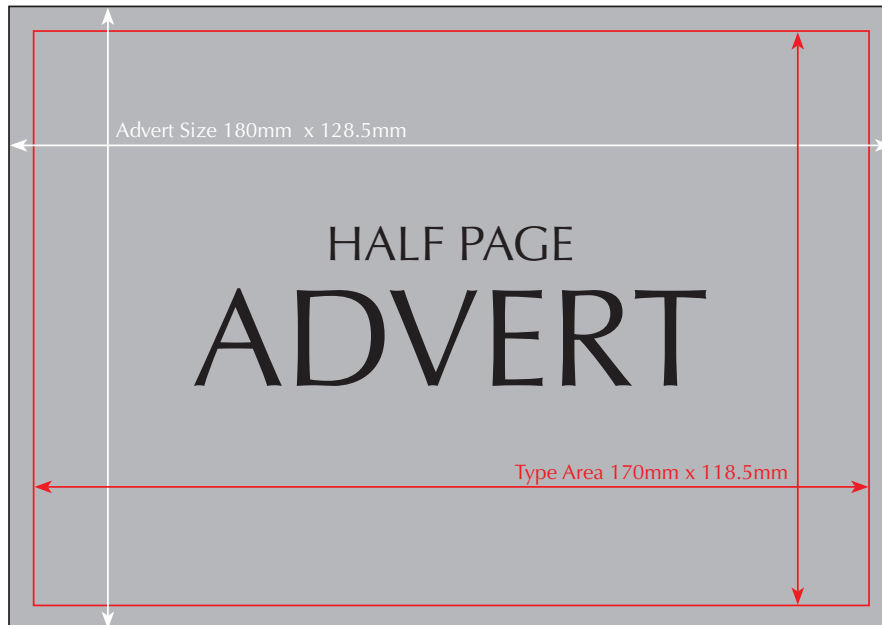 Advert Size 180mm  x 128.5mm
HALF PAGE
ADVERT
Type Area 170mm x 118.5mm